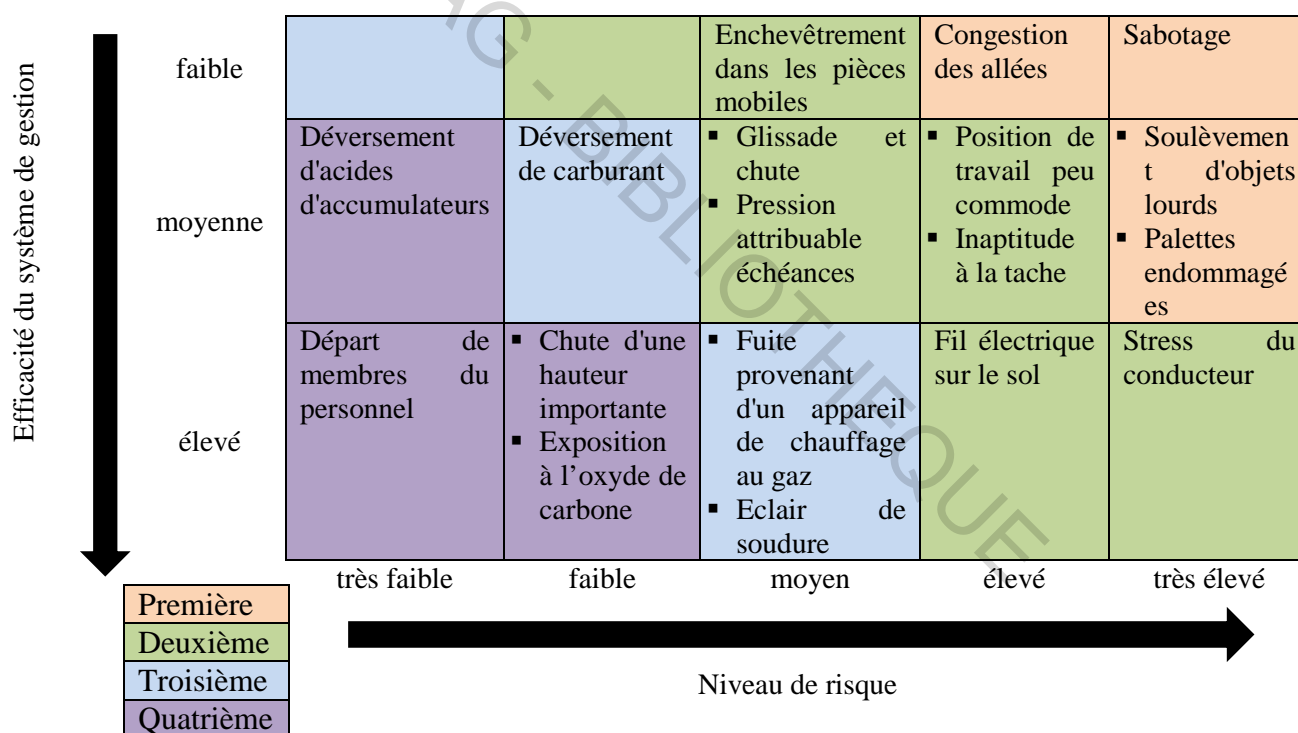 Efficacité du système de gestion
faible
Enchevêtrement
dans les pièces
mobiles
Congestion
des allées
Sabotage
moyenne
Déversement
d'acides
d'accumulateurs
Déversement
de carburant
▪ Glissade et
chute
▪ Pression
attribuable
échéances
▪ Position de
travail peu
commode
▪ Inaptitude
à la tache
▪ Soulèvemen
t d'objets
lourds
▪ Palettes
endommagé
es
élevé
Départ de
membres du
personnel
▪ Chute d'une
hauteur
importante
▪ Exposition
à l'oxyde de
carbone
▪ Fuite
provenant
d'un appareil
de chauffage
au gaz
▪ Eclair de
soudure
Fil électrique
sur le sol
Stress du
conducteur
très faible
faible
moyen
élevé
très élevé
Première
Deuxième
Troisième
Quatrième
Niveau de risque
AG - BIBLIOTHEQUE